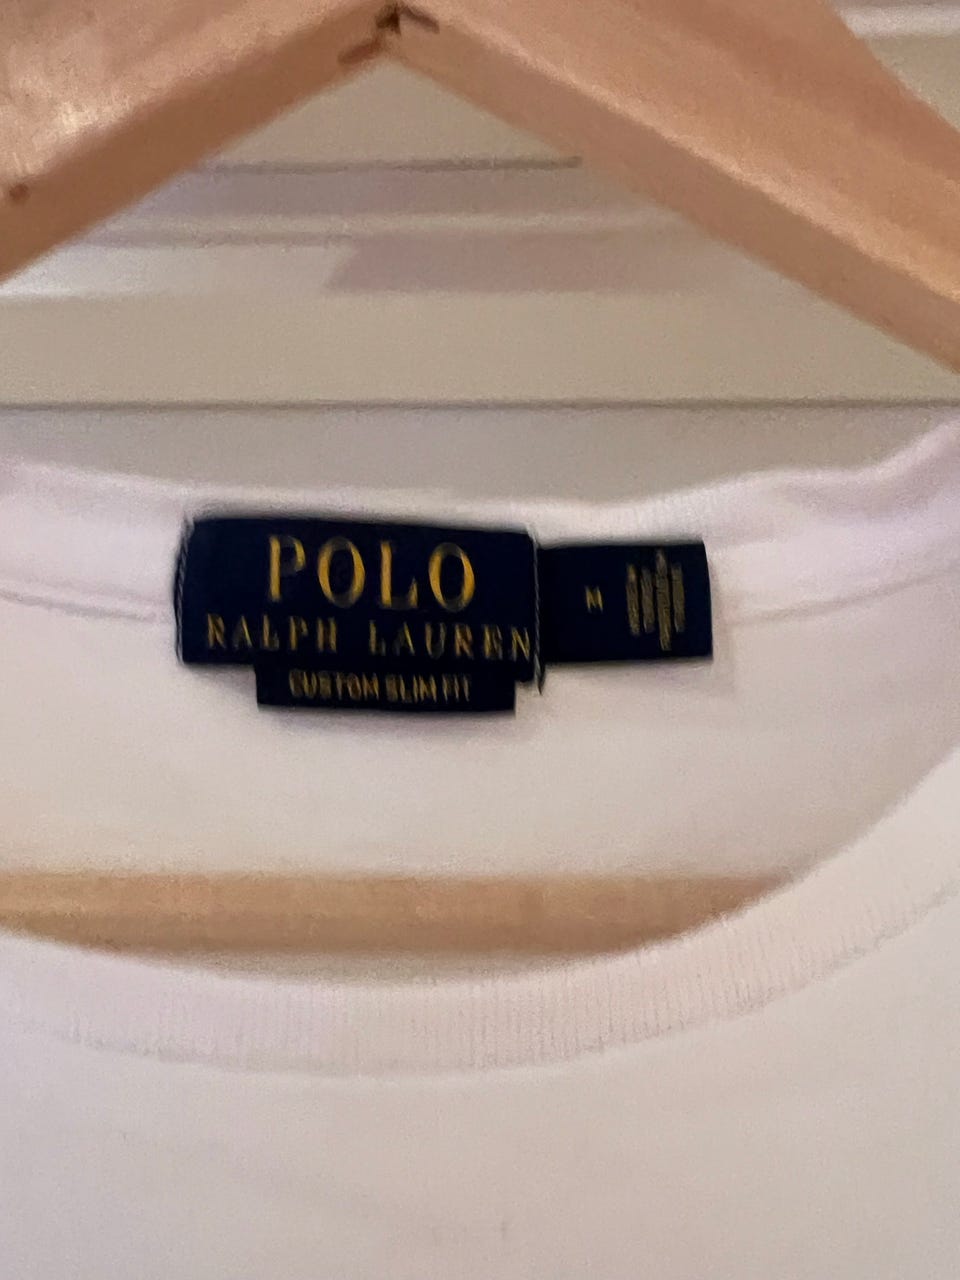 POLO
RALPH LAUREN
CUSTOM SLIM FIT
M